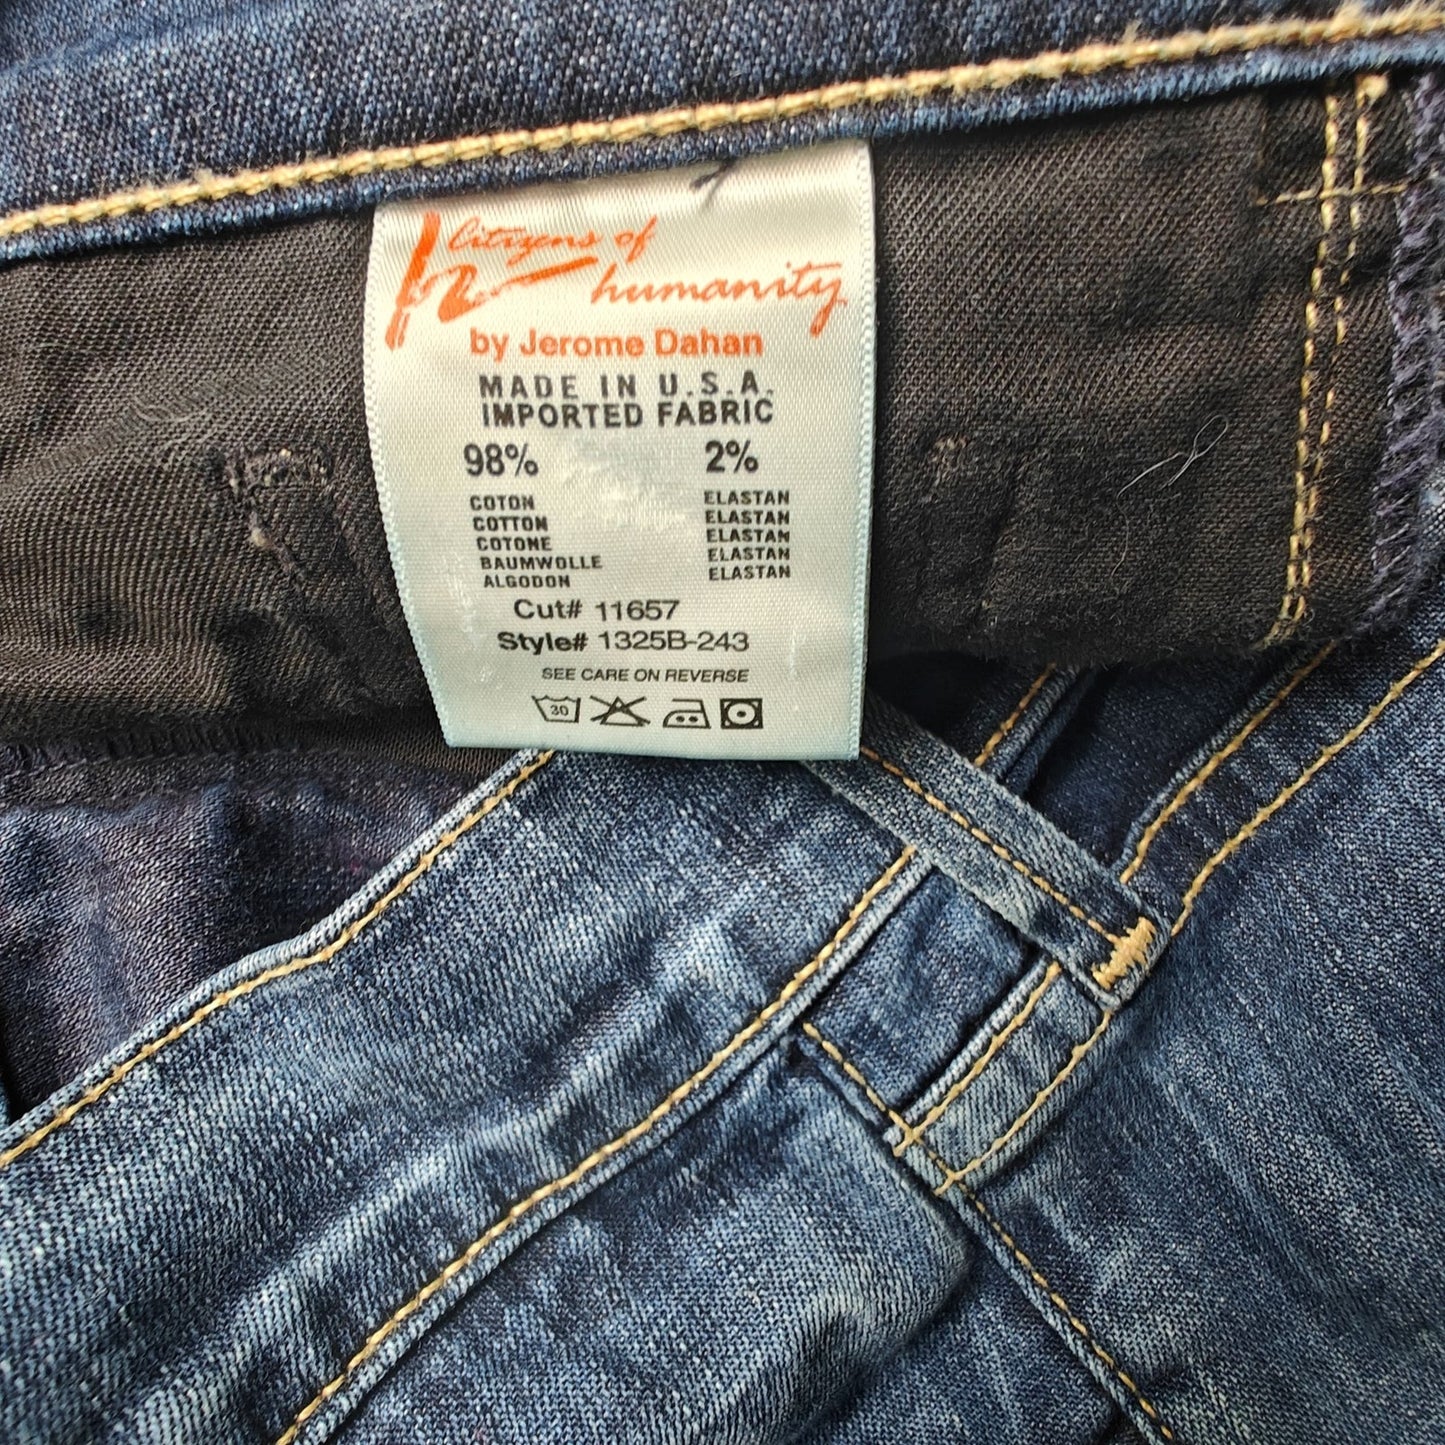 Citizens of
humanity
by Jerome Dahan
MADE IN U.S.A.
IMPORTED FABRIC
98% 2%
COTON ELASTAN
COTTON ELASTAN
COTONE ELASTAN
BAUMWOLLE ELASTAN
ALGODON ELASTAN
Cut# 11657
Style# 1325B-243
SEE CARE ON REVERSE
30